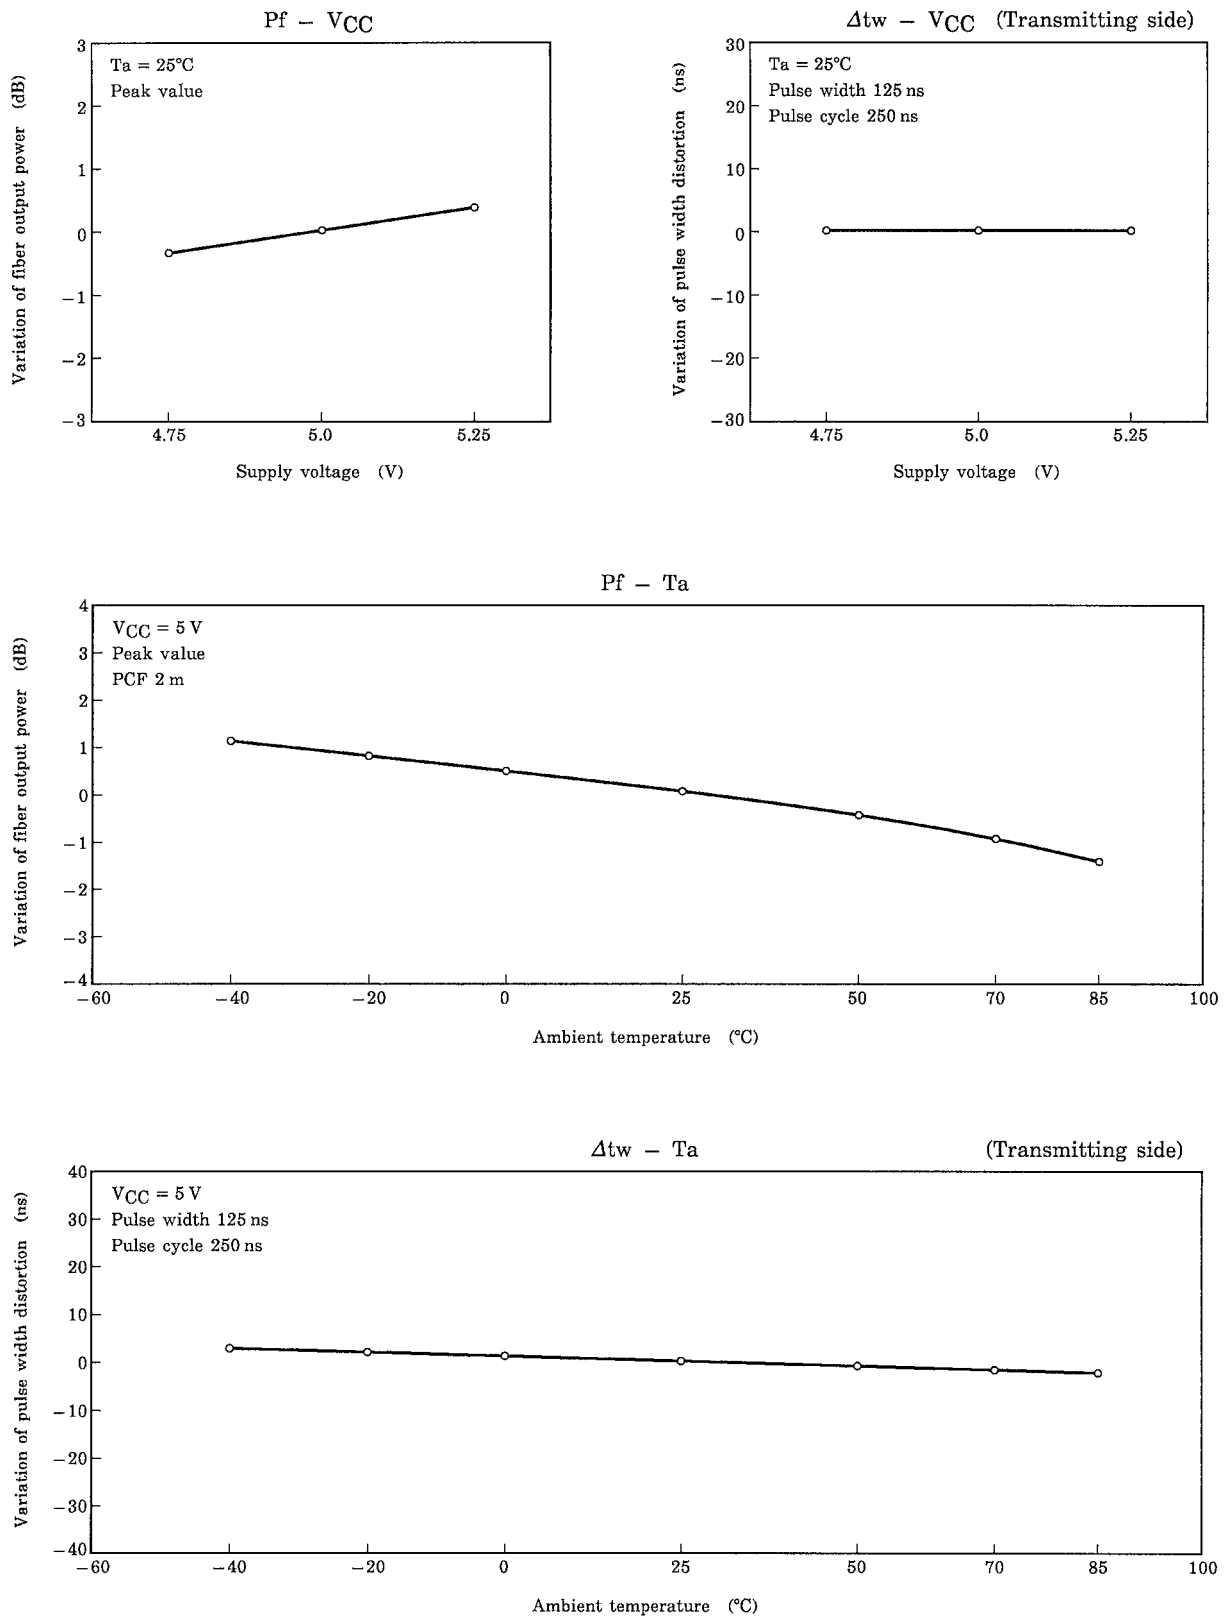 Pf – VCC
Variation of fiber output power (dB)
3
2
1
0
−1
−2
−3
Ta = 25°C
Peak value
4.75 5.0 5.25
Supply voltage (V)
Δtw – VCC (Transmitting side)
Variation of pulse width distortion (ns)
30
20
10
0
−10
−20
−30
Ta = 25°C
Pulse width 125 ns
Pulse cycle 250 ns
4.75 5.0 5.25
Supply voltage (V)
Pf – Ta
Variation of fiber output power (dB)
4
3
2
1
0
−1
−2
−3
−4
VCC = 5 V
Peak value
PCF 2 m
−60 −40 −20 0 25 50 70 85 100
Ambient temperature (°C)
Δtw – Ta (Transmitting side)
Variation of pulse width distortion (ns)
40
30
20
10
0
−10
−20
−30
−40
VCC = 5 V
Pulse width 125 ns
Pulse cycle 250 ns
−60 −40 −20 0 25 50 70 85 100
Ambient temperature (°C)